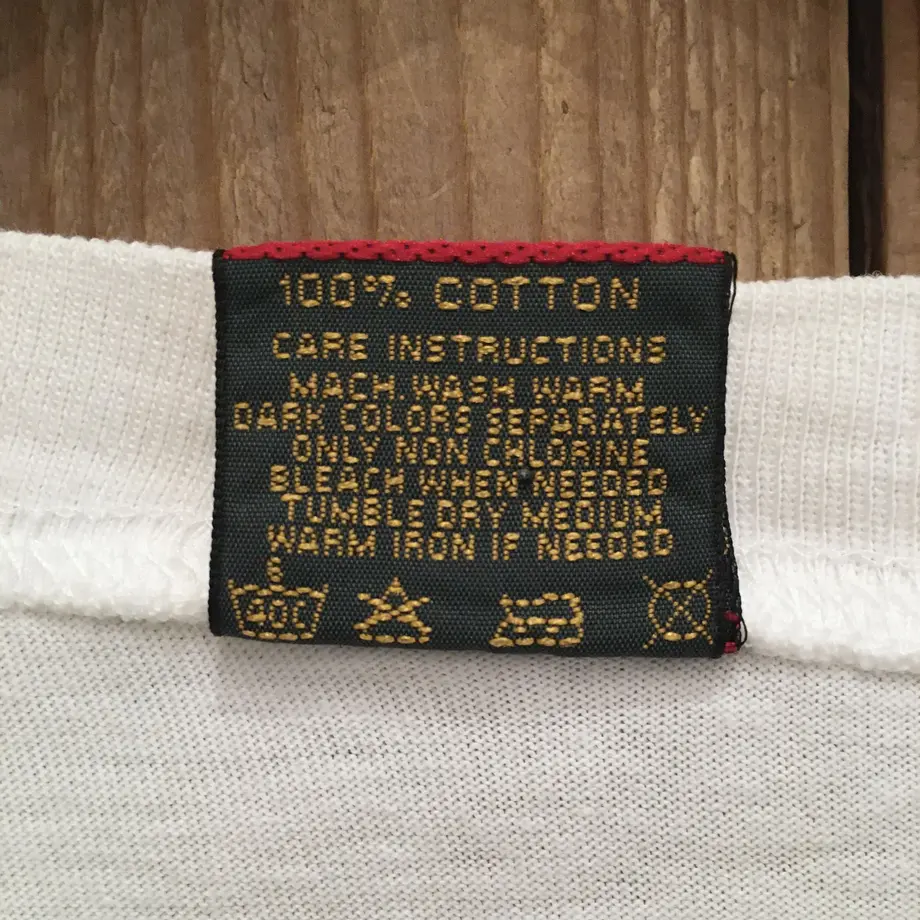 100% COTTON
CARE INSTRUCTIONS
MACH. WASH WARM
DARK COLORS SEPARATELY
ONLY NON CHLORINE
BLEACH WHEN NEEDED
TUMBLE DRY MEDIUM
WARM IRON IF NEEDED
40C